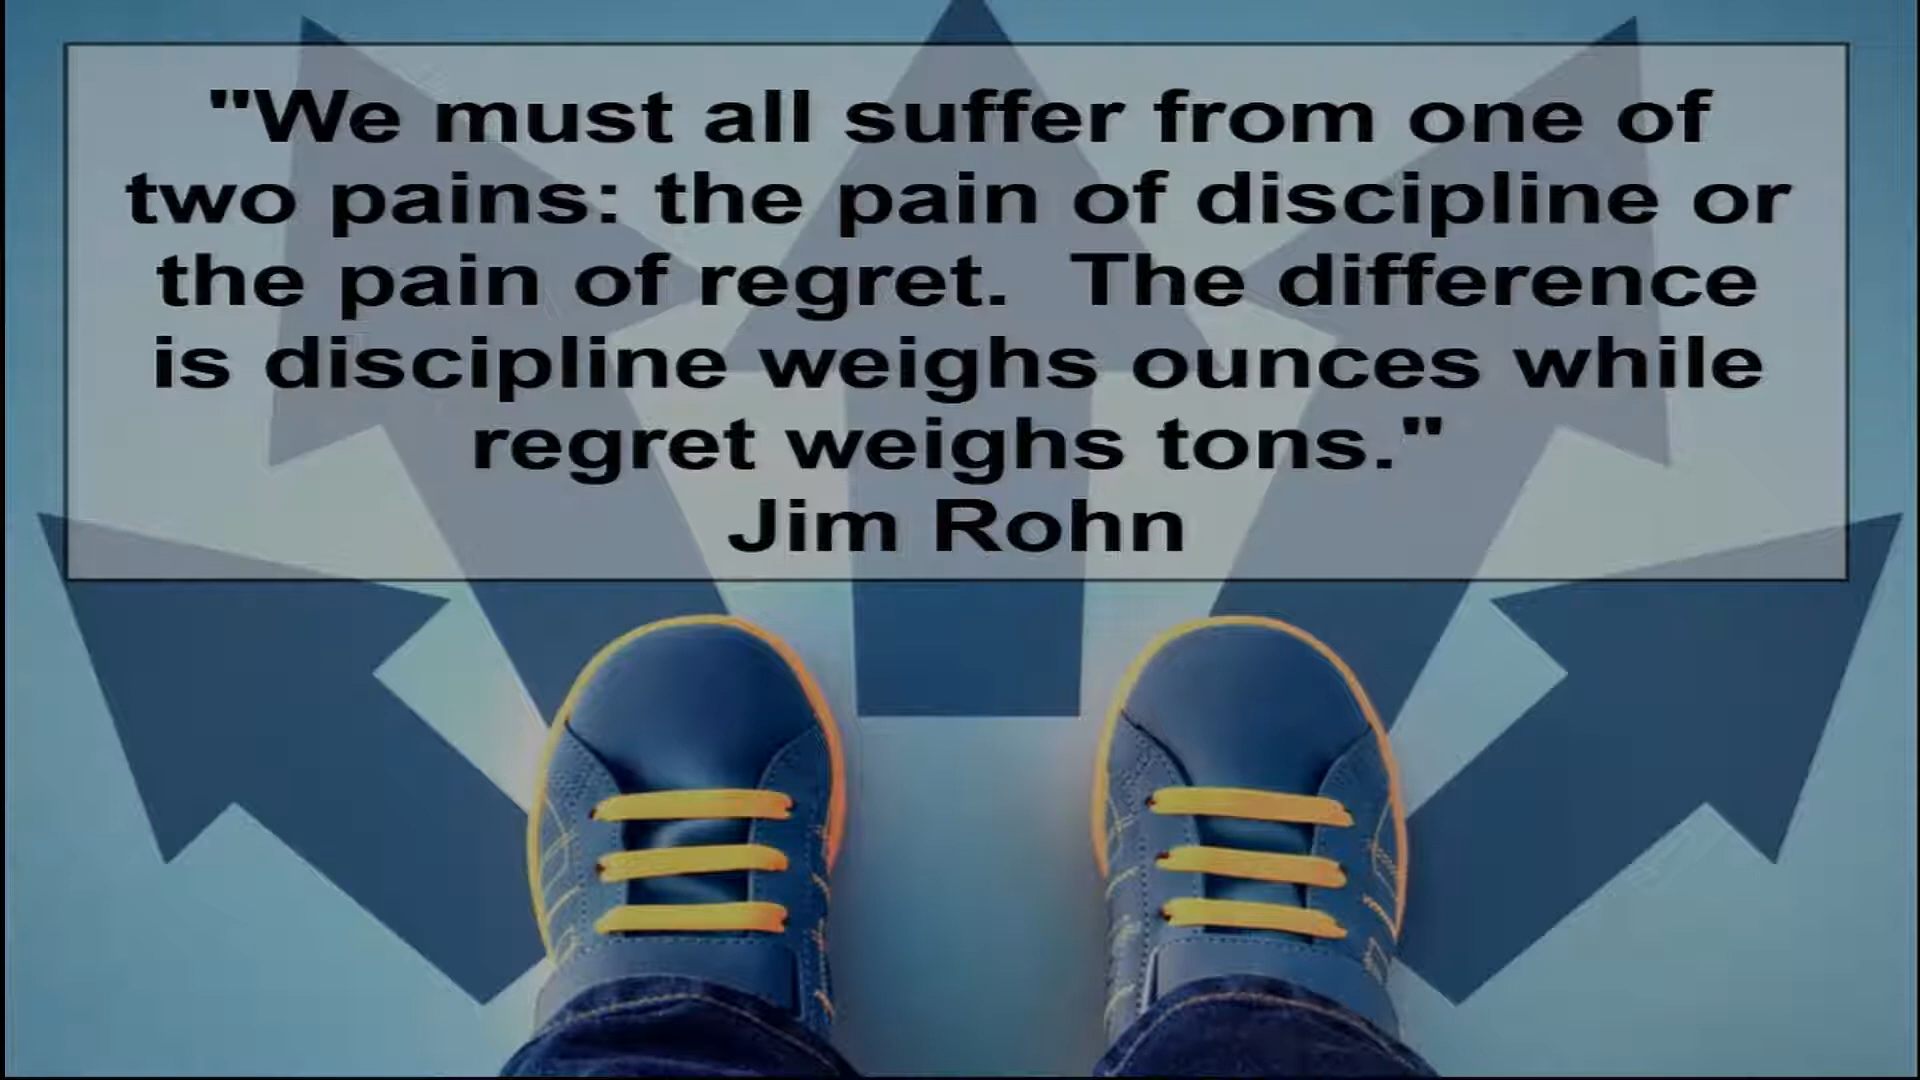 "We must all suffer from one of
two pains: the pain of discipline or
the pain of regret.  The difference
is discipline weighs ounces while
regret weighs tons."
Jim Rohn